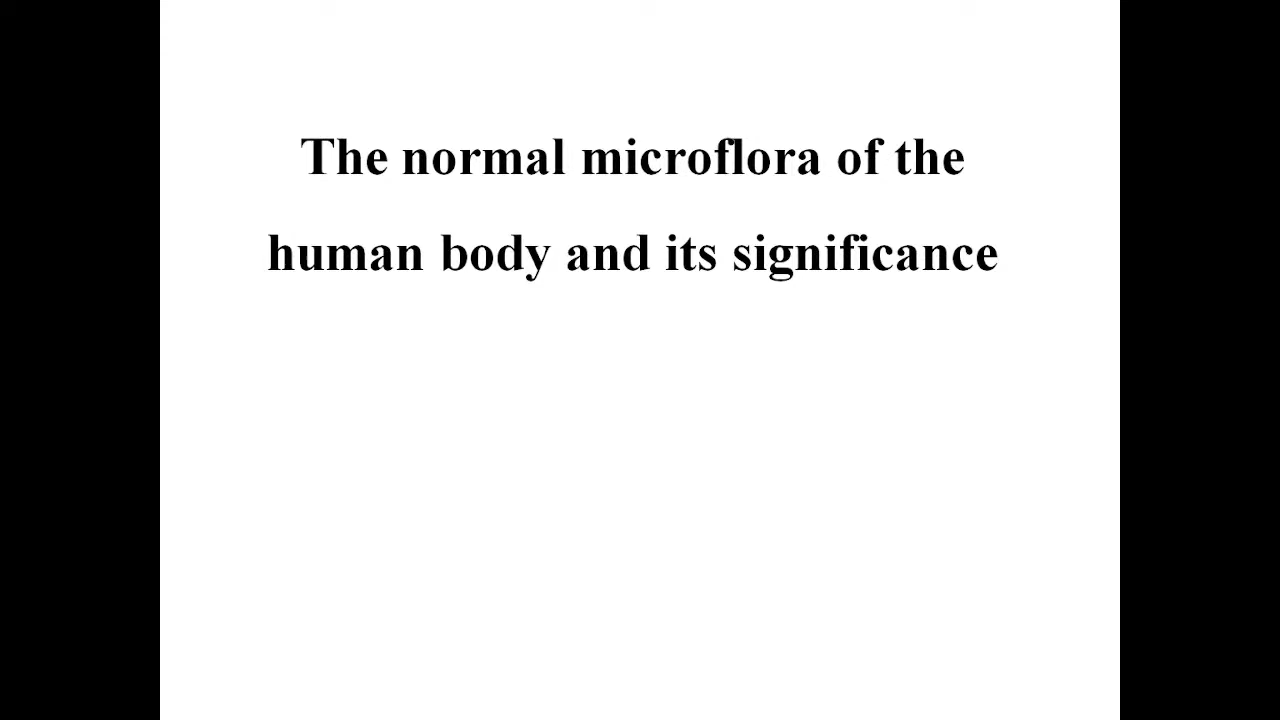 The normal microflora of the
human body and its significance